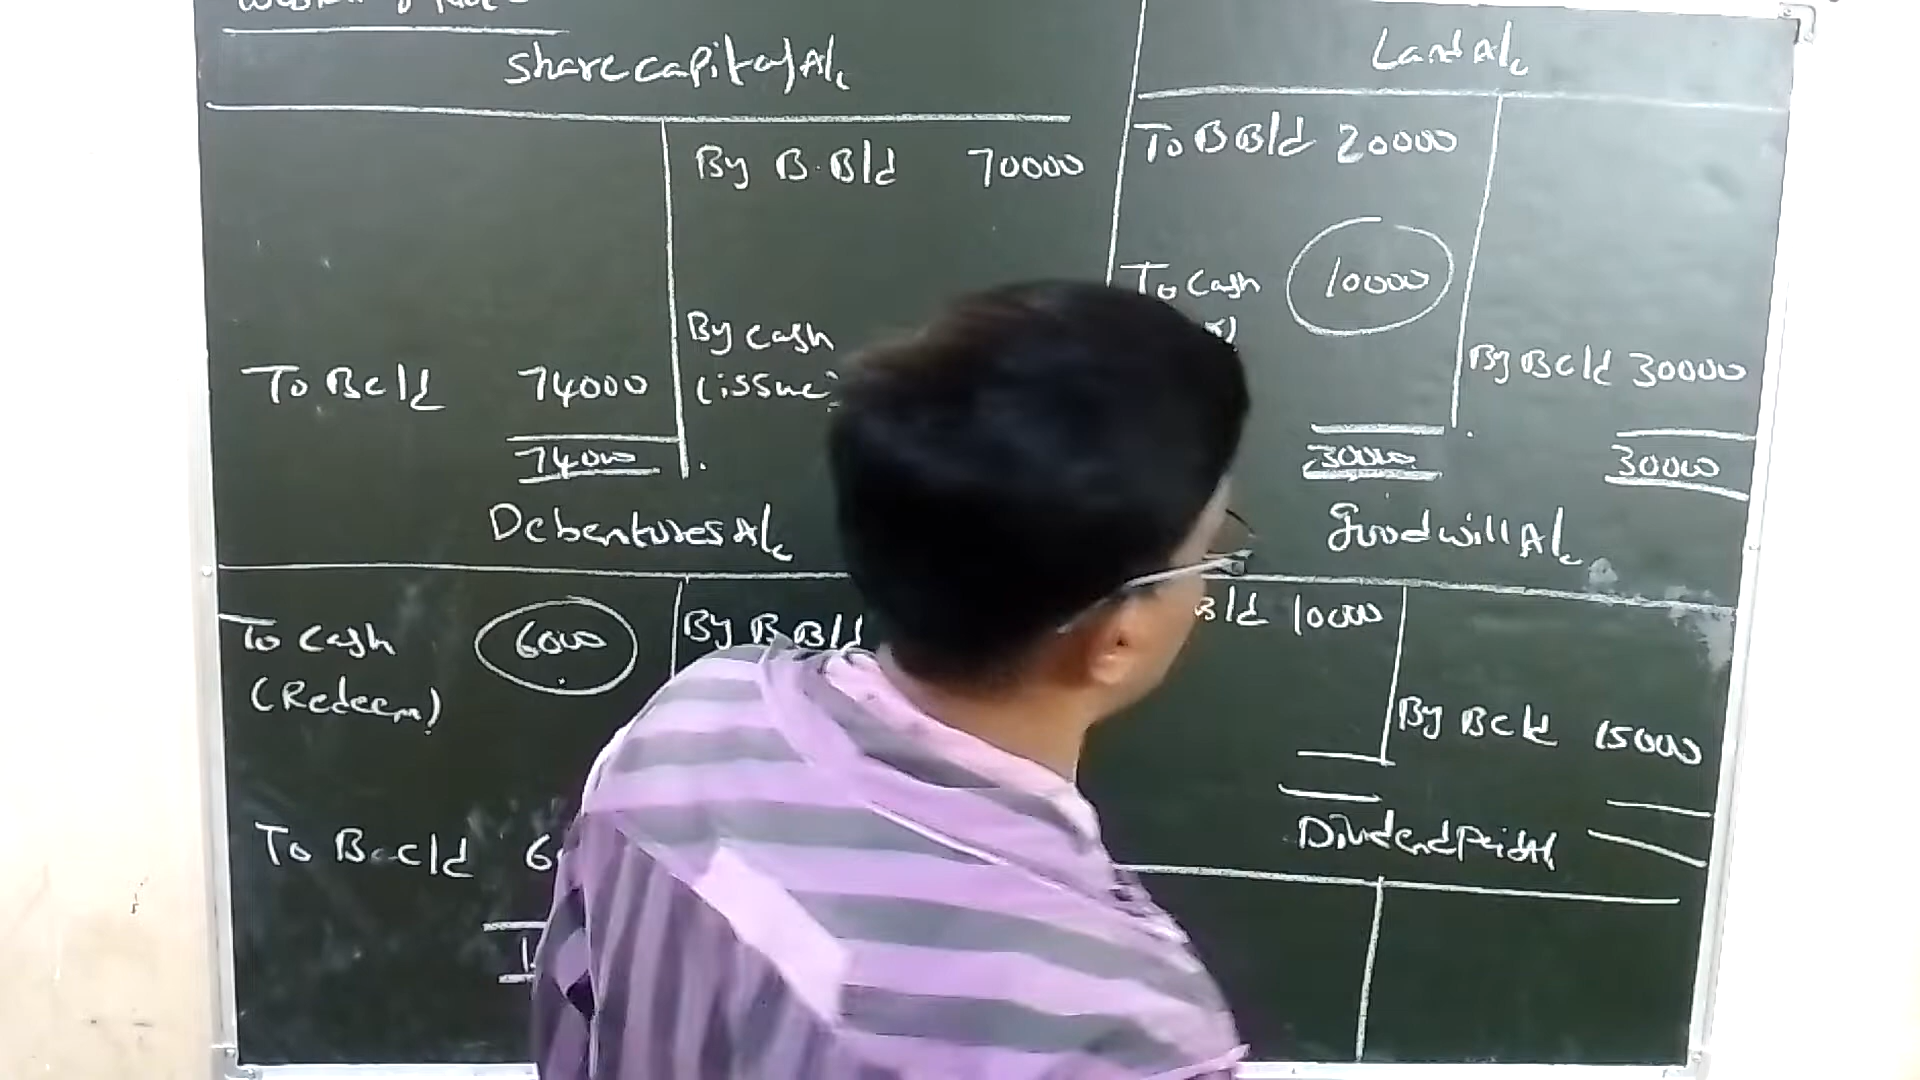 Share capital A/c
By B.B/d 70000
By cash
(issue
To Bc/d 74000
74000
Debentures A/c
To Cash 6000
(Redeem)
By B B/d
To B.c/d 6
Land A/c
To B B/d 20000
To Cash 10000
By Bc/d 30000
30000 30000
Goodwill A/c
B/d 10000
By Bc/d 15000
Dividend paid A/c